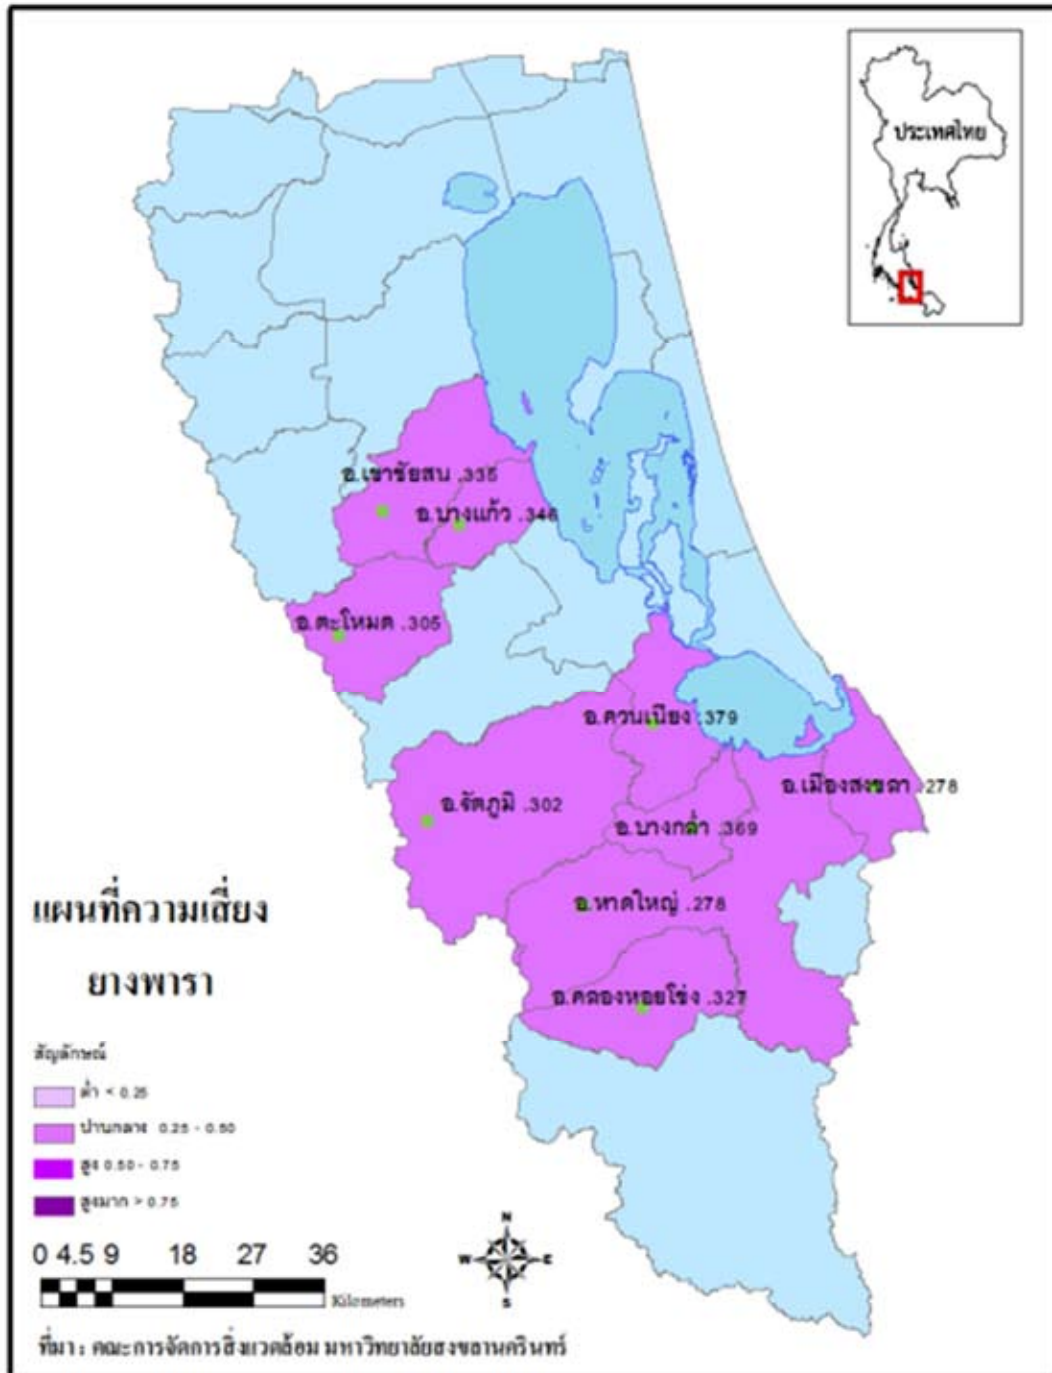 ประเทศไทย
อ.เขาชัยสน .335
อ.บางแก้ว .346
อ.ตะโหมด .305
อ.ควนเนียง .379
อ.เมืองสงขลา .278
อ.รัตภูมิ .302
อ.บางกล่ำ .369
อ.หาดใหญ่ .278
อ.คลองหอยโข่ง .327
แผนที่ความเสี่ยง
ยางพารา
สัญลักษณ์
ต่ำ < 0.25
ปานกลาง 0.25 - 0.50
สูง 0.50 - 0.75
สูงมาก > 0.75
0 4.5 9 18 27 36
Kilometers
N
W E
S
ที่มา : คณะการจัดการสิ่งแวดล้อม มหาวิทยาลัยสงขลานครินทร์